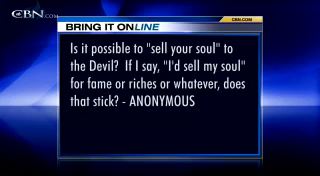 CBN.com
CBN.COM
BRING IT ONLINE
Is it possible to "sell your soul" to
the Devil?  If I say, "I'd sell my soul"
for fame or riches or whatever, does
that stick? - ANONYMOUS